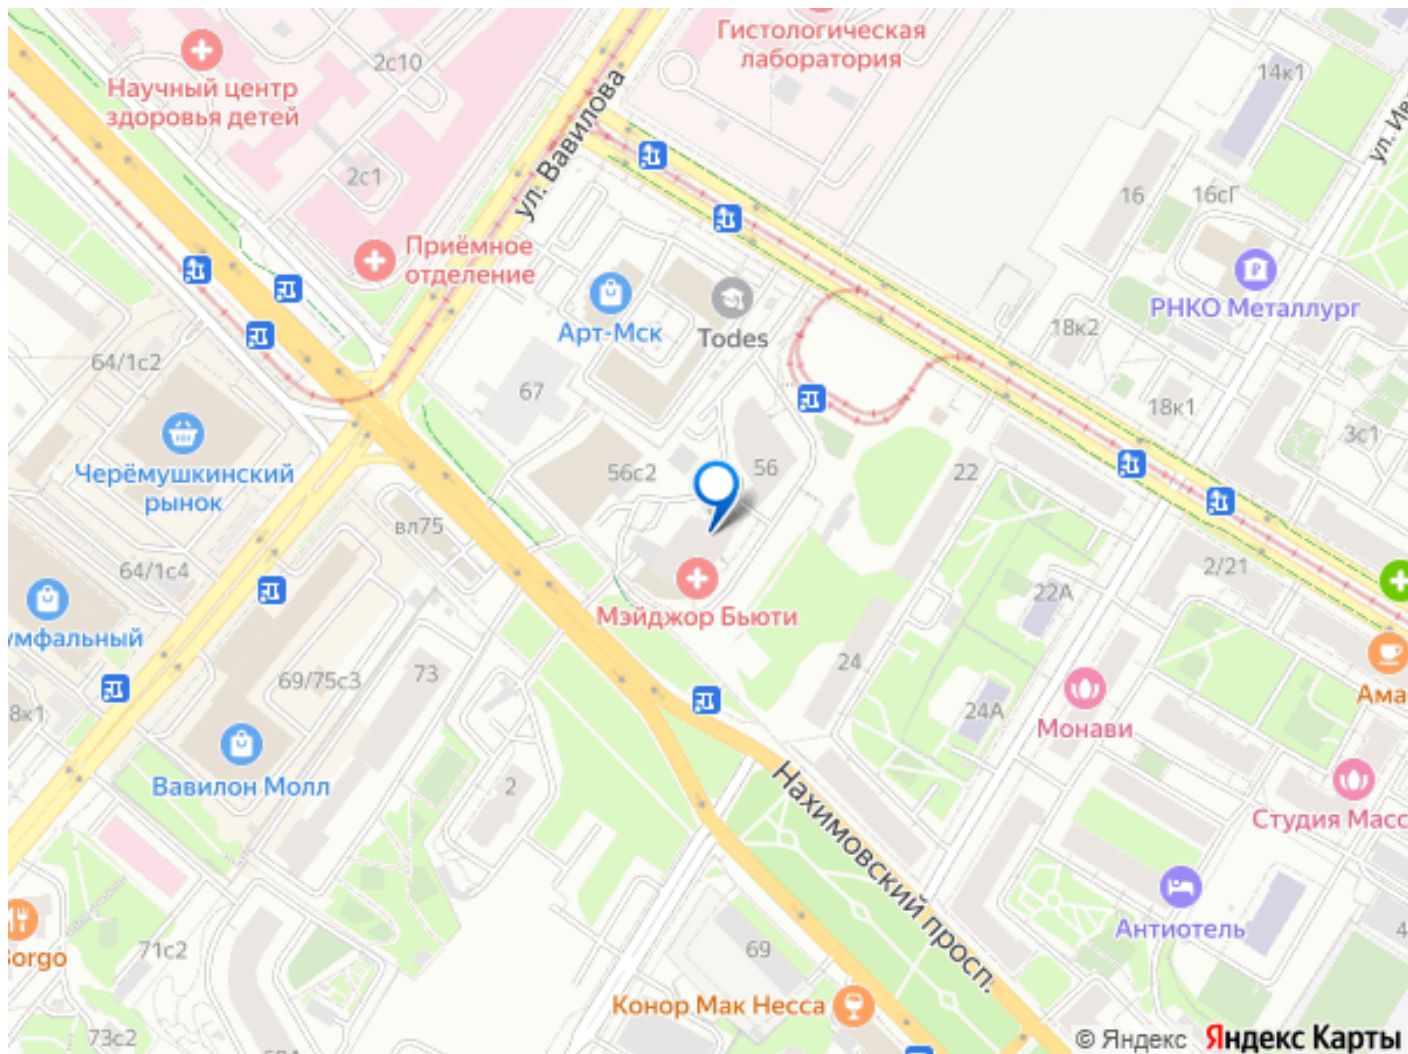 Гистологическая
лаборатория
2с10
14к1
Научный центр
здоровья детей
ул. Вавилова
2с1
16
16сГ
Приёмное
отделение
РНКО Металлург
Арт-Мск
Todes
18к2
64/1с2
67
18к1
3с1
Черёмушкинский
рынок
56с2
56
22
вл75
64/1с4
2/21
22А
умфальный
Мэйджор Бьюти
24
69/75с3
73
8к1
24А
Монави
Вавилон Молл
2
Нахимовский просп.
Студия Масс
Антиотель
71с2
69
Конор Мак Несса
73с2
© Яндекс Яндекс Карты